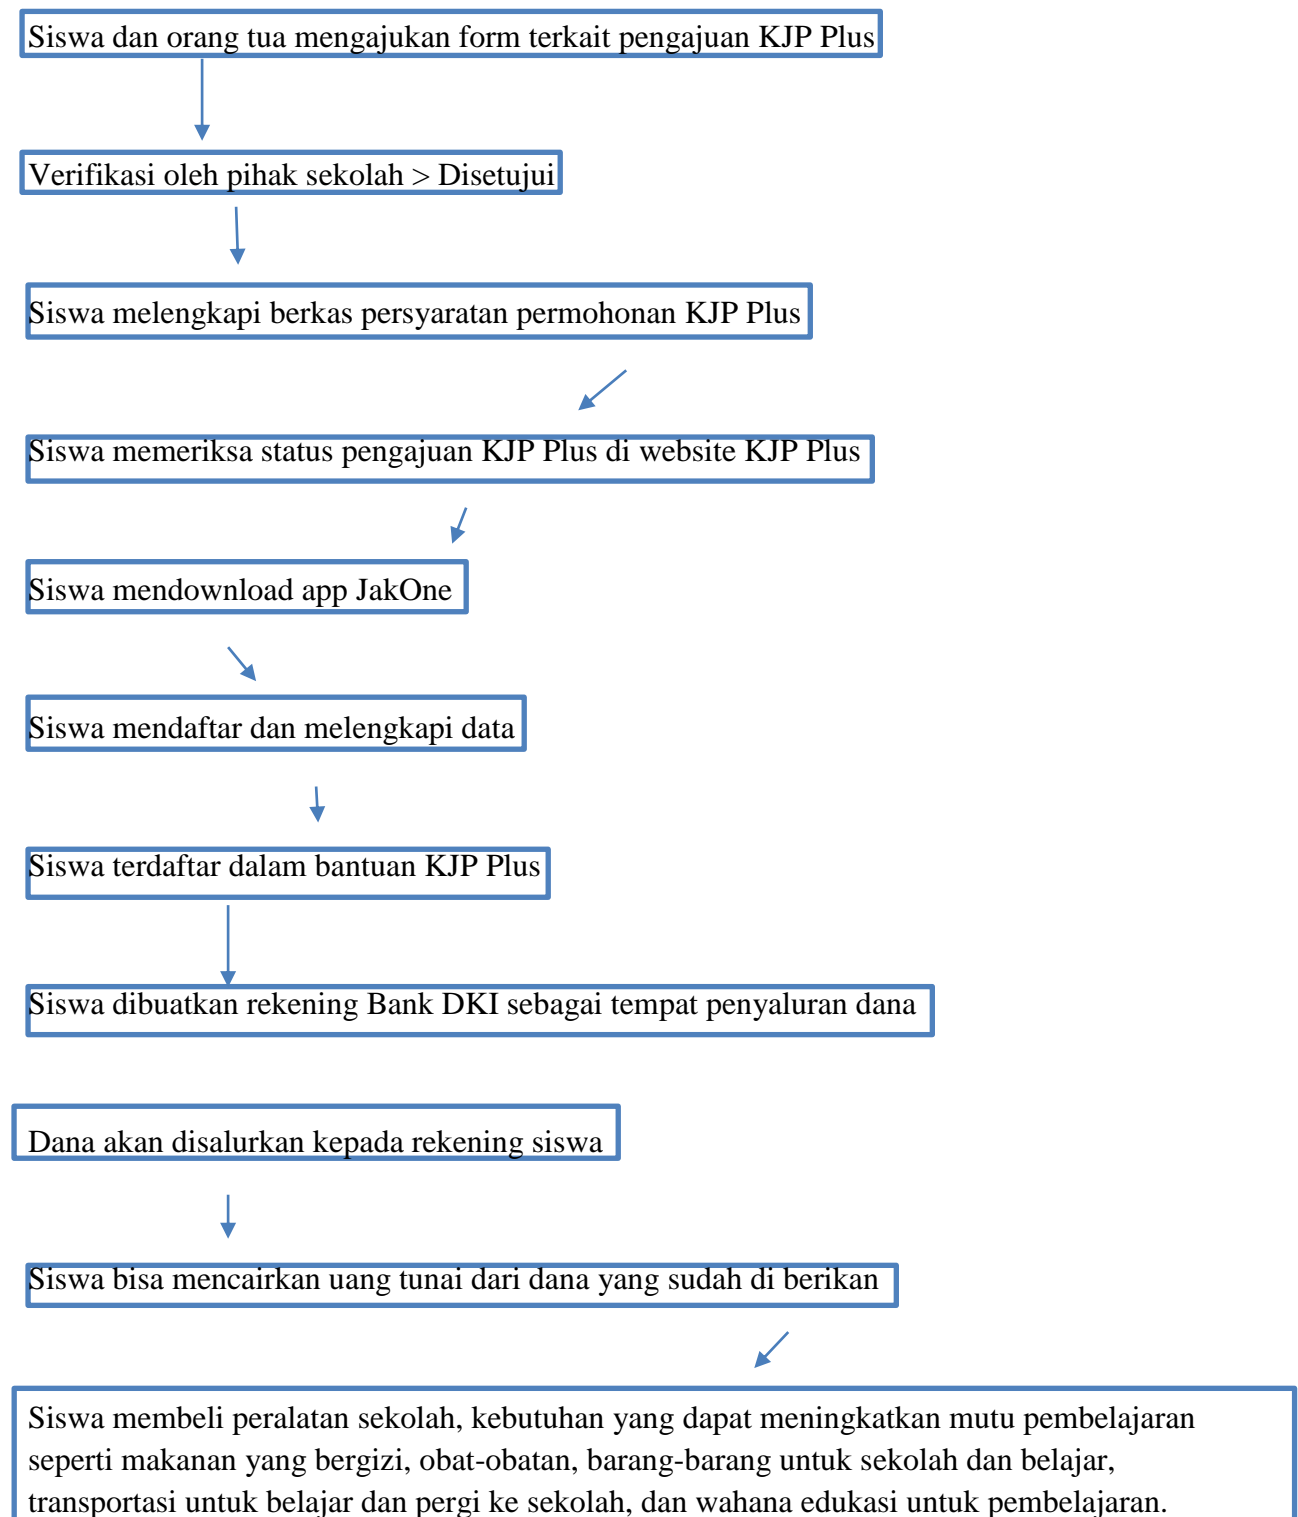 Siswa dan orang tua mengajukan form terkait pengajuan KJP Plus
Verifikasi oleh pihak sekolah > Disetujui
Siswa melengkapi berkas persyaratan permohonan KJP Plus
Siswa memeriksa status pengajuan KJP Plus di website KJP Plus
Siswa mendownload app JakOne
Siswa mendaftar dan melengkapi data
Siswa terdaftar dalam bantuan KJP Plus
Siswa dibuatkan rekening Bank DKI sebagai tempat penyaluran dana
Dana akan disalurkan kepada rekening siswa
Siswa bisa mencairkan uang tunai dari dana yang sudah di berikan
Siswa membeli peralatan sekolah, kebutuhan yang dapat meningkatkan mutu pembelajaran
seperti makanan yang bergizi, obat-obatan, barang-barang untuk sekolah dan belajar,
transportasi untuk belajar dan pergi ke sekolah, dan wahana edukasi untuk pembelajaran.